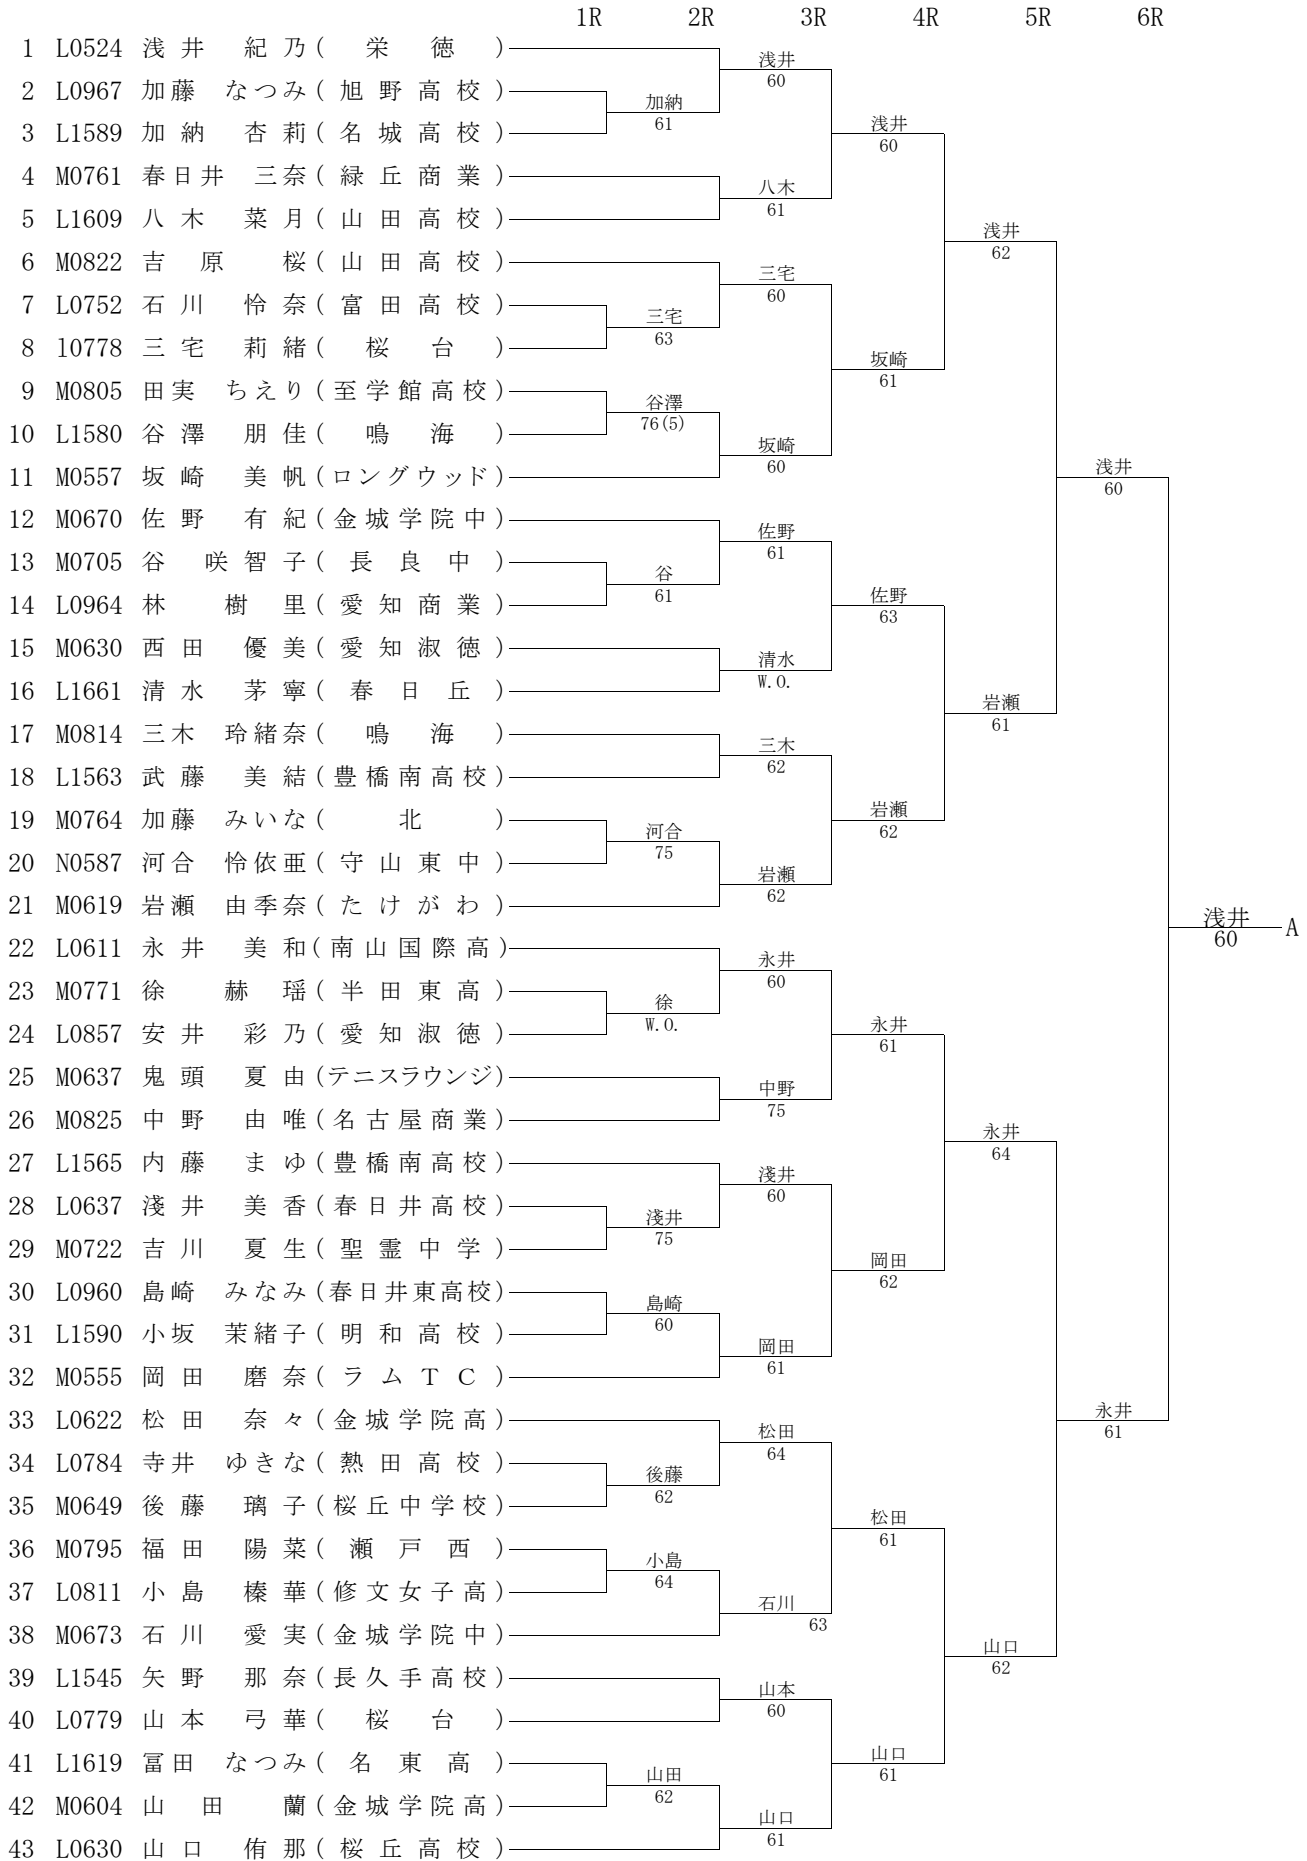 1R 2R 3R 4R 5R 6R
1 L0524 浅井 紀乃 ( 栄徳 )
浅井
60
2 L0967 加藤 なつみ ( 旭野高校 )
加納
61
3 L1589 加納 杏莉 ( 名城高校 )
浅井
60
4 M0761 春日井 三奈 ( 緑丘商業 )
八木
61
5 L1609 八木 菜月 ( 山田高校 )
浅井
62
6 M0822 吉原 桜 ( 山田高校 )
三宅
60
7 L0752 石川 怜奈 ( 富田高校 )
三宅
63
8 l0778 三宅 莉緒 ( 桜台 )
坂崎
61
9 M0805 田実 ちえり ( 至学館高校 )
谷澤
76(5)
10 L1580 谷澤 朋佳 ( 鳴海 )
坂崎
60
11 M0557 坂崎 美帆 ( ロングウッド )
浅井
60
12 M0670 佐野 有紀 ( 金城学院中 )
佐野
61
13 M0705 谷 咲智子 ( 長良中 )
谷
61
14 L0964 林 樹里 ( 愛知商業 )
佐野
63
15 M0630 西田 優美 ( 愛知淑徳 )
清水
W.O.
16 L1661 清水 茅寧 ( 春日丘 )
岩瀬
61
17 M0814 三木 玲緒奈 ( 鳴海 )
三木
62
18 L1563 武藤 美結 ( 豊橋南高校 )
岩瀬
62
19 M0764 加藤 みいな ( 北 )
河合
75
20 N0587 河合 怜依亜 ( 守山東中 )
岩瀬
62
21 M0619 岩瀬 由季奈 ( たけがわ )
浅井 A
60
22 L0611 永井 美和 ( 南山国際高 )
永井
60
23 M0771 徐 赫瑶 ( 半田東高 )
徐
W.O.
24 L0857 安井 彩乃 ( 愛知淑徳 )
永井
61
25 M0637 鬼頭 夏由 ( テニスラウンジ )
中野
75
26 M0825 中野 由唯 ( 名古屋商業 )
永井
64
27 L1565 内藤 まゆ ( 豊橋南高校 )
淺井
60
28 L0637 淺井 美香 ( 春日井高校 )
淺井
75
29 M0722 吉川 夏生 ( 聖霊中学 )
岡田
62
30 L0960 島崎 みなみ ( 春日井東高校 )
島崎
60
31 L1590 小坂 茉緒子 ( 明和高校 )
岡田
61
32 M0555 岡田 磨奈 ( ラムTC )
永井
61
33 L0622 松田 奈々 ( 金城学院高 )
松田
64
34 L0784 寺井 ゆきな ( 熱田高校 )
後藤
62
35 M0649 後藤 璃子 ( 桜丘中学校 )
松田
61
36 M0795 福田 陽菜 ( 瀬戸西 )
小島
64
37 L0811 小島 榛華 ( 修文女子高 )
石川
63
38 M0673 石川 愛実 ( 金城学院中 )
山口
62
39 L1545 矢野 那奈 ( 長久手高校 )
山本
60
40 L0779 山本 弓華 ( 桜台 )
山口
61
41 L1619 冨田 なつみ ( 名東高 )
山田
62
42 M0604 山田 蘭 ( 金城学院高 )
山口
61
43 L0630 山口 侑那 ( 桜丘高校 )